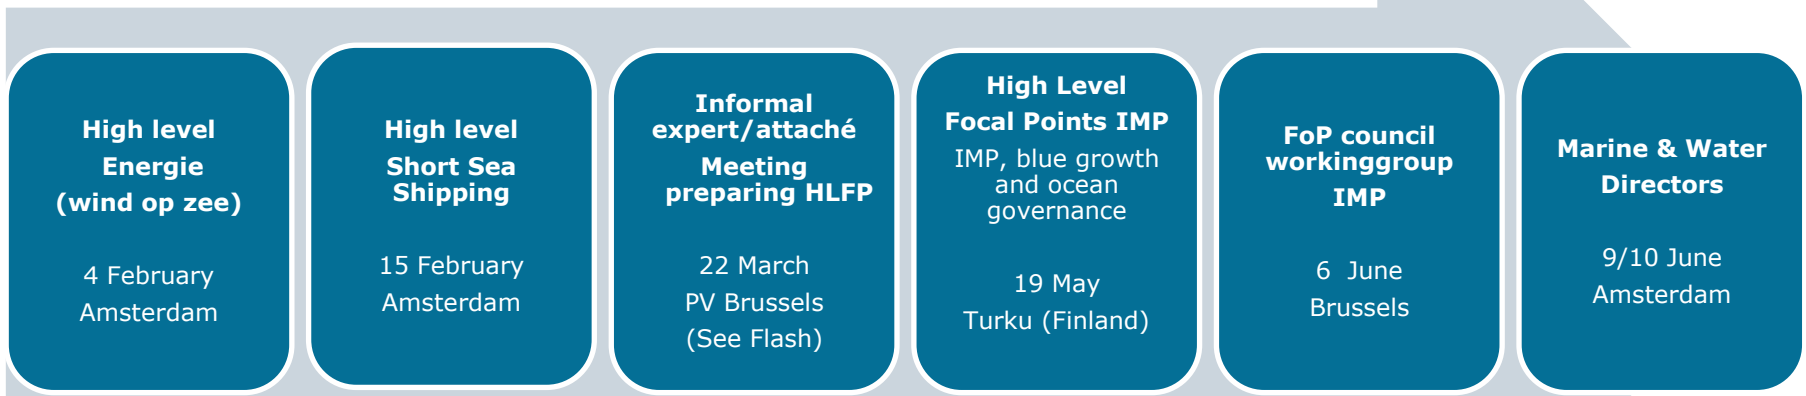 High level
Energie
(wind op zee)
4 February
Amsterdam
High level
Short Sea
Shipping
15 February
Amsterdam
Informal
expert/attaché
Meeting
preparing HLFP
22 March
PV Brussels
(See Flash)
High Level
Focal Points IMP
IMP, blue growth
and ocean
governance
19 May
Turku (Finland)
FoP council
workinggroup
IMP
6  June
Brussels
Marine & Water
Directors
9/10 June
Amsterdam